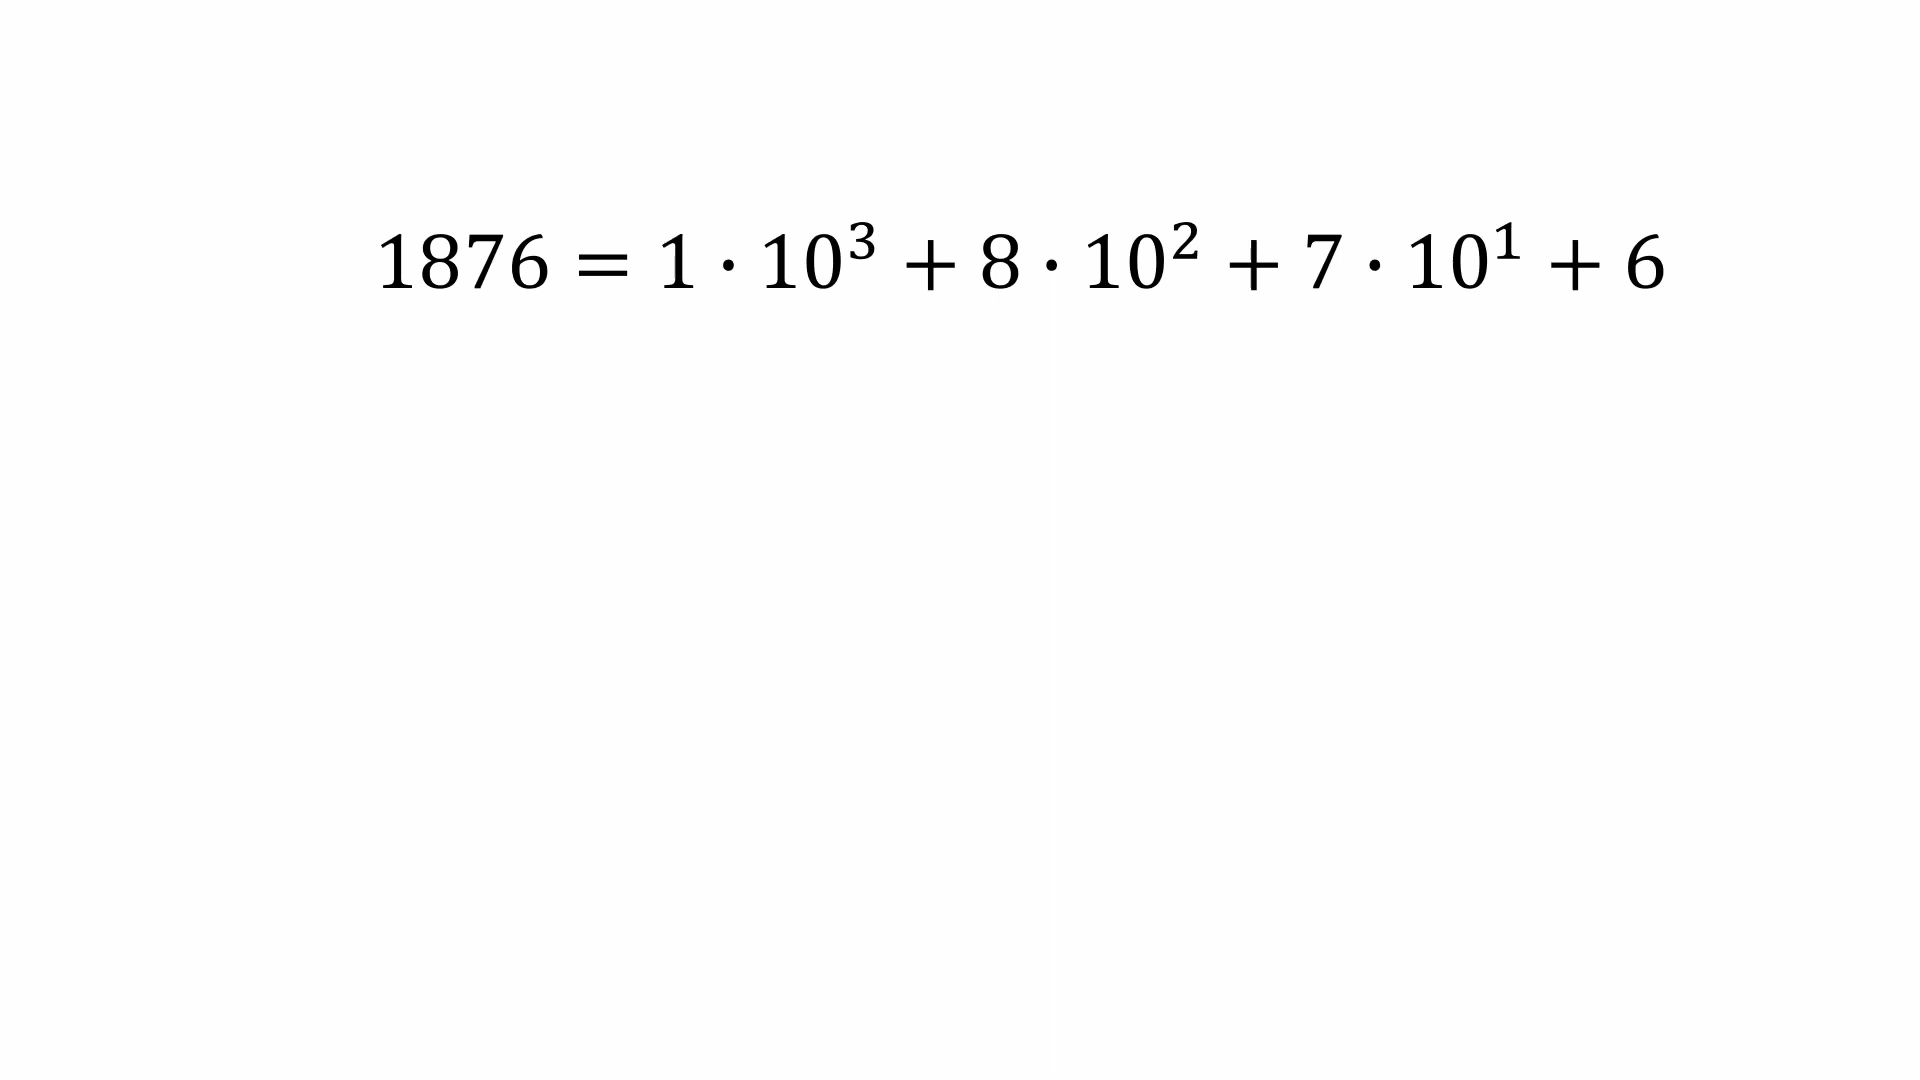 1876 = 1 · 10³ + 8 · 10² + 7 · 10¹ + 6